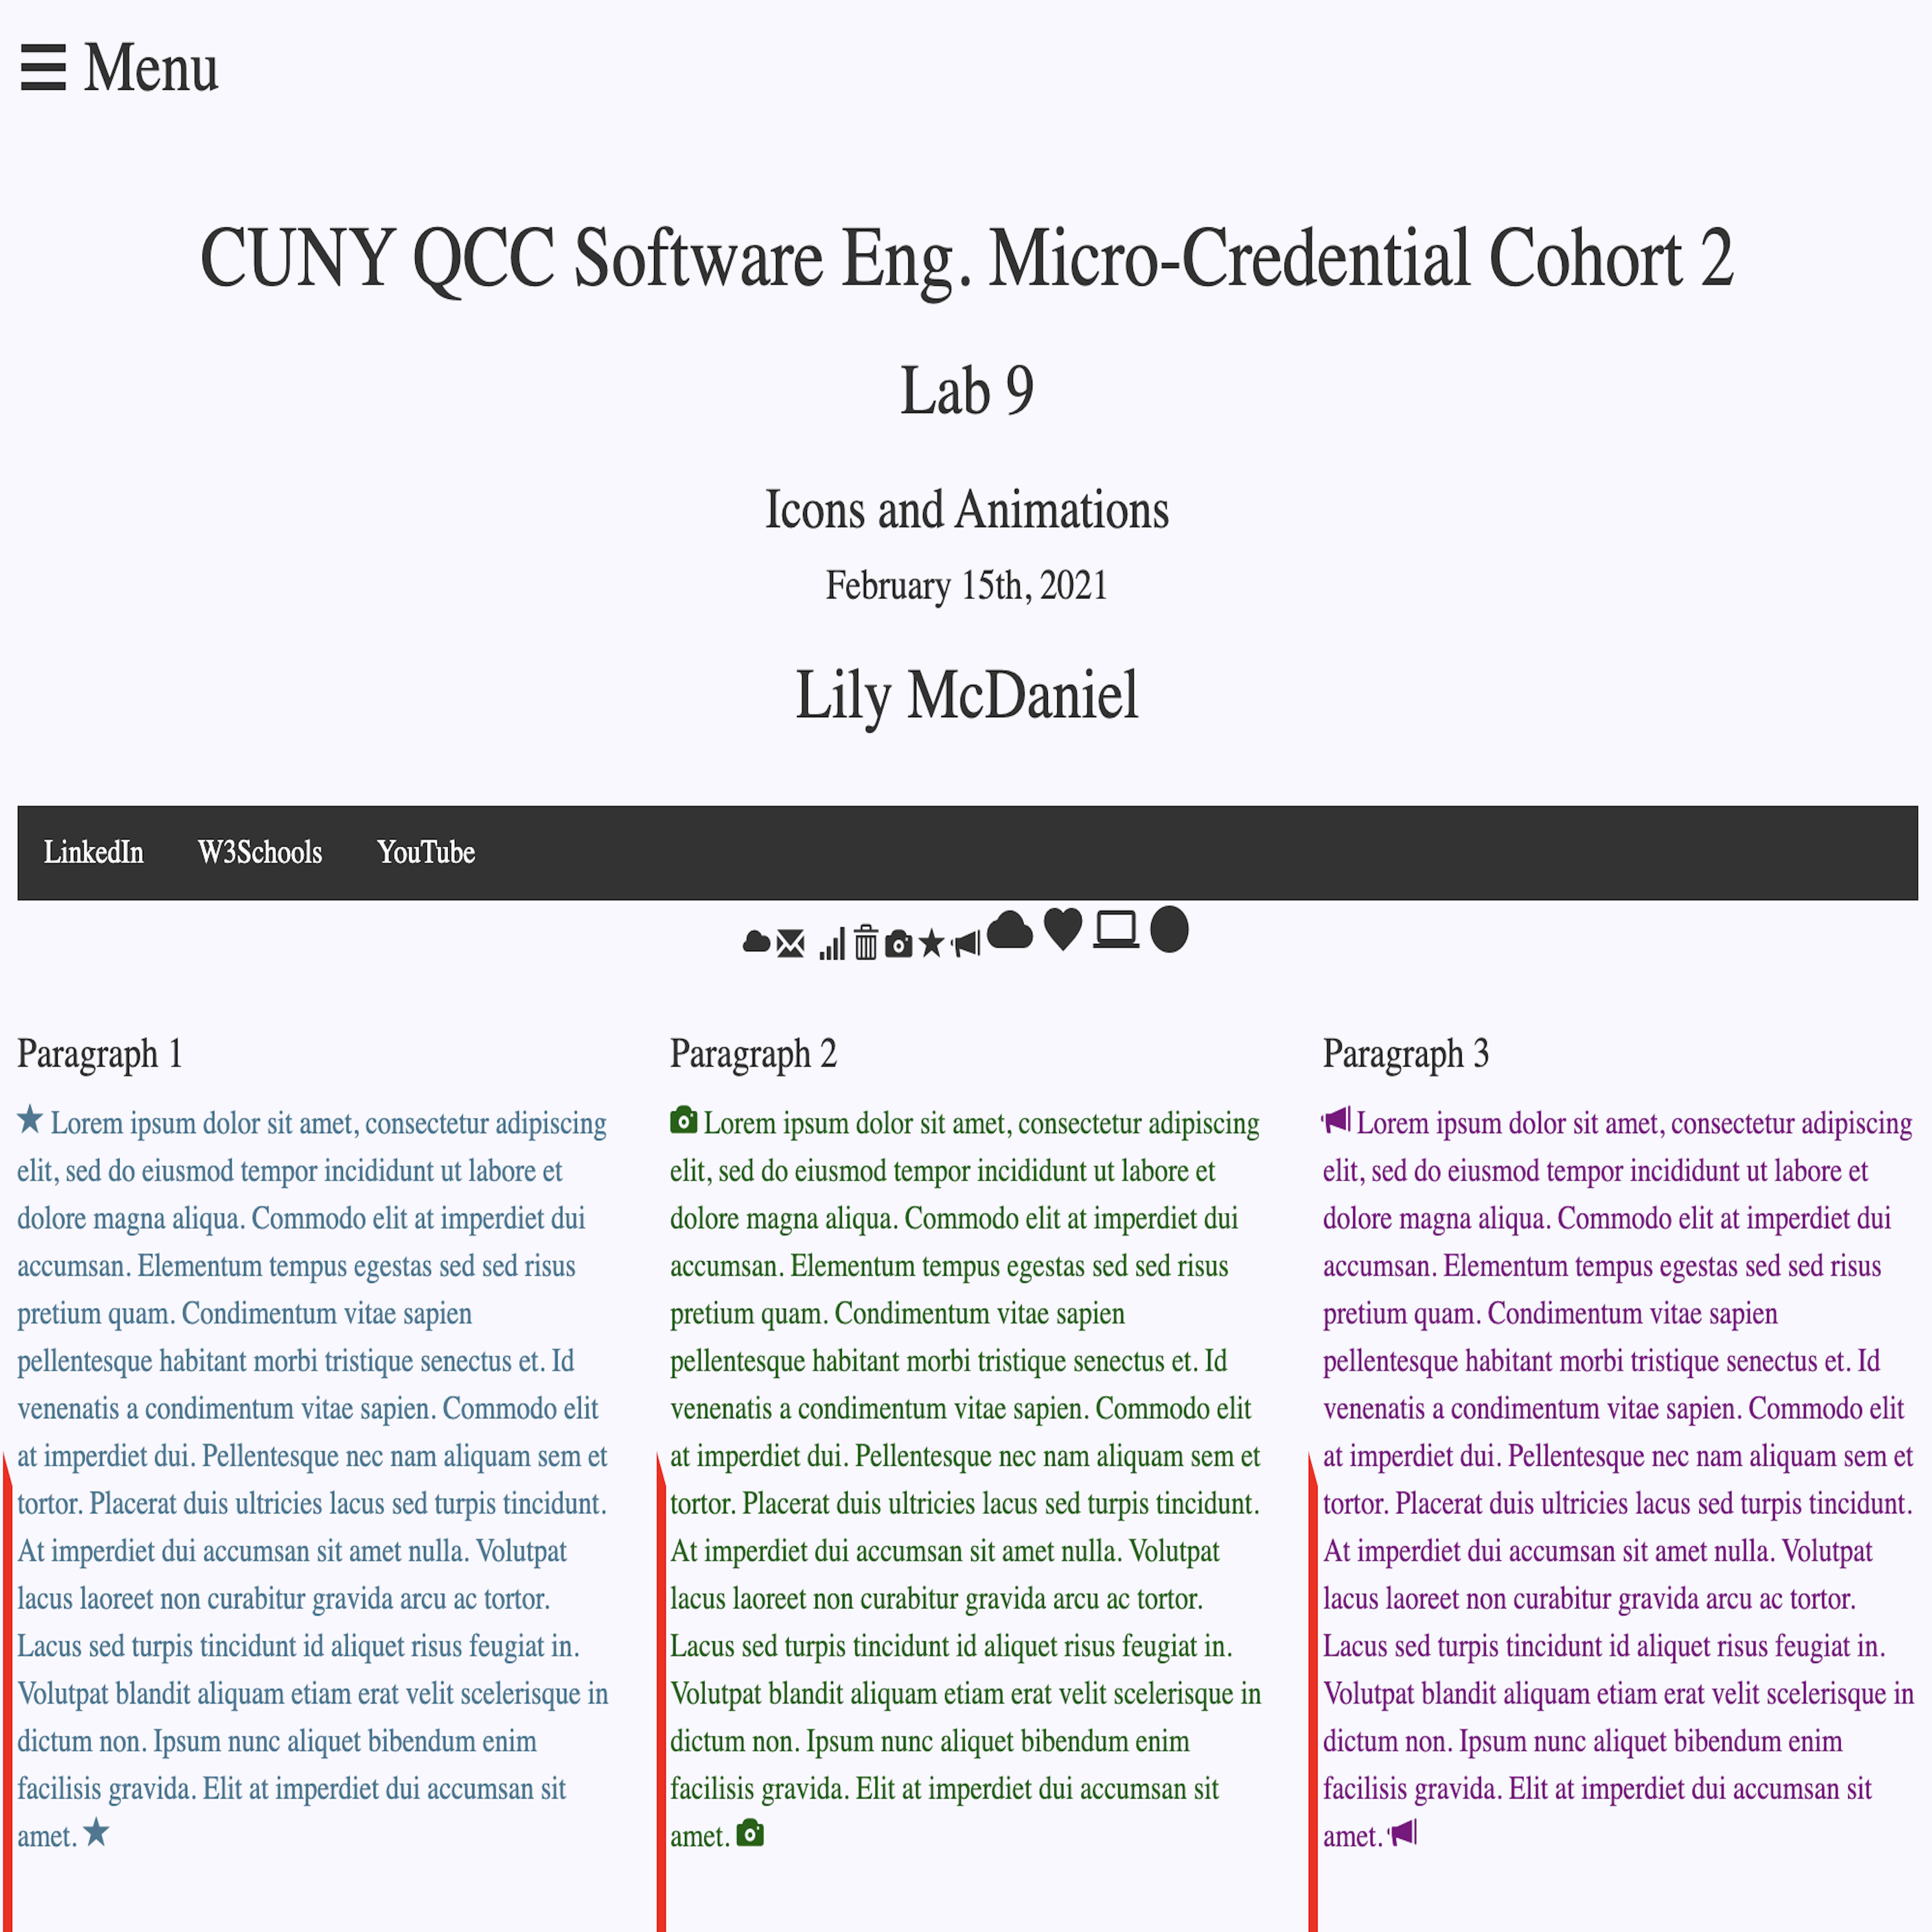 Menu
CUNY QCC Software Eng. Micro-Credential Cohort 2
Lab 9
Icons and Animations
February 15th, 2021
Lily McDaniel
LinkedIn W3Schools YouTube
Paragraph 1
Lorem ipsum dolor sit amet, consectetur adipiscing
elit, sed do eiusmod tempor incididunt ut labore et
dolore magna aliqua. Commodo elit at imperdiet dui
accumsan. Elementum tempus egestas sed sed risus
pretium quam. Condimentum vitae sapien
pellentesque habitant morbi tristique senectus et. Id
venenatis a condimentum vitae sapien. Commodo elit
at imperdiet dui. Pellentesque nec nam aliquam sem et
tortor. Placerat duis ultricies lacus sed turpis tincidunt.
At imperdiet dui accumsan sit amet nulla. Volutpat
lacus laoreet non curabitur gravida arcu ac tortor.
Lacus sed turpis tincidunt id aliquet risus feugiat in.
Volutpat blandit aliquam etiam erat velit scelerisque in
dictum non. Ipsum nunc aliquet bibendum enim
facilisis gravida. Elit at imperdiet dui accumsan sit
amet.
Paragraph 2
Lorem ipsum dolor sit amet, consectetur adipiscing
elit, sed do eiusmod tempor incididunt ut labore et
dolore magna aliqua. Commodo elit at imperdiet dui
accumsan. Elementum tempus egestas sed sed risus
pretium quam. Condimentum vitae sapien
pellentesque habitant morbi tristique senectus et. Id
venenatis a condimentum vitae sapien. Commodo elit
at imperdiet dui. Pellentesque nec nam aliquam sem et
tortor. Placerat duis ultricies lacus sed turpis tincidunt.
At imperdiet dui accumsan sit amet nulla. Volutpat
lacus laoreet non curabitur gravida arcu ac tortor.
Lacus sed turpis tincidunt id aliquet risus feugiat in.
Volutpat blandit aliquam etiam erat velit scelerisque in
dictum non. Ipsum nunc aliquet bibendum enim
facilisis gravida. Elit at imperdiet dui accumsan sit
amet.
Paragraph 3
Lorem ipsum dolor sit amet, consectetur adipiscing
elit, sed do eiusmod tempor incididunt ut labore et
dolore magna aliqua. Commodo elit at imperdiet dui
accumsan. Elementum tempus egestas sed sed risus
pretium quam. Condimentum vitae sapien
pellentesque habitant morbi tristique senectus et. Id
venenatis a condimentum vitae sapien. Commodo elit
at imperdiet dui. Pellentesque nec nam aliquam sem et
tortor. Placerat duis ultricies lacus sed turpis tincidunt.
At imperdiet dui accumsan sit amet nulla. Volutpat
lacus laoreet non curabitur gravida arcu ac tortor.
Lacus sed turpis tincidunt id aliquet risus feugiat in.
Volutpat blandit aliquam etiam erat velit scelerisque in
dictum non. Ipsum nunc aliquet bibendum enim
facilisis gravida. Elit at imperdiet dui accumsan sit
amet.